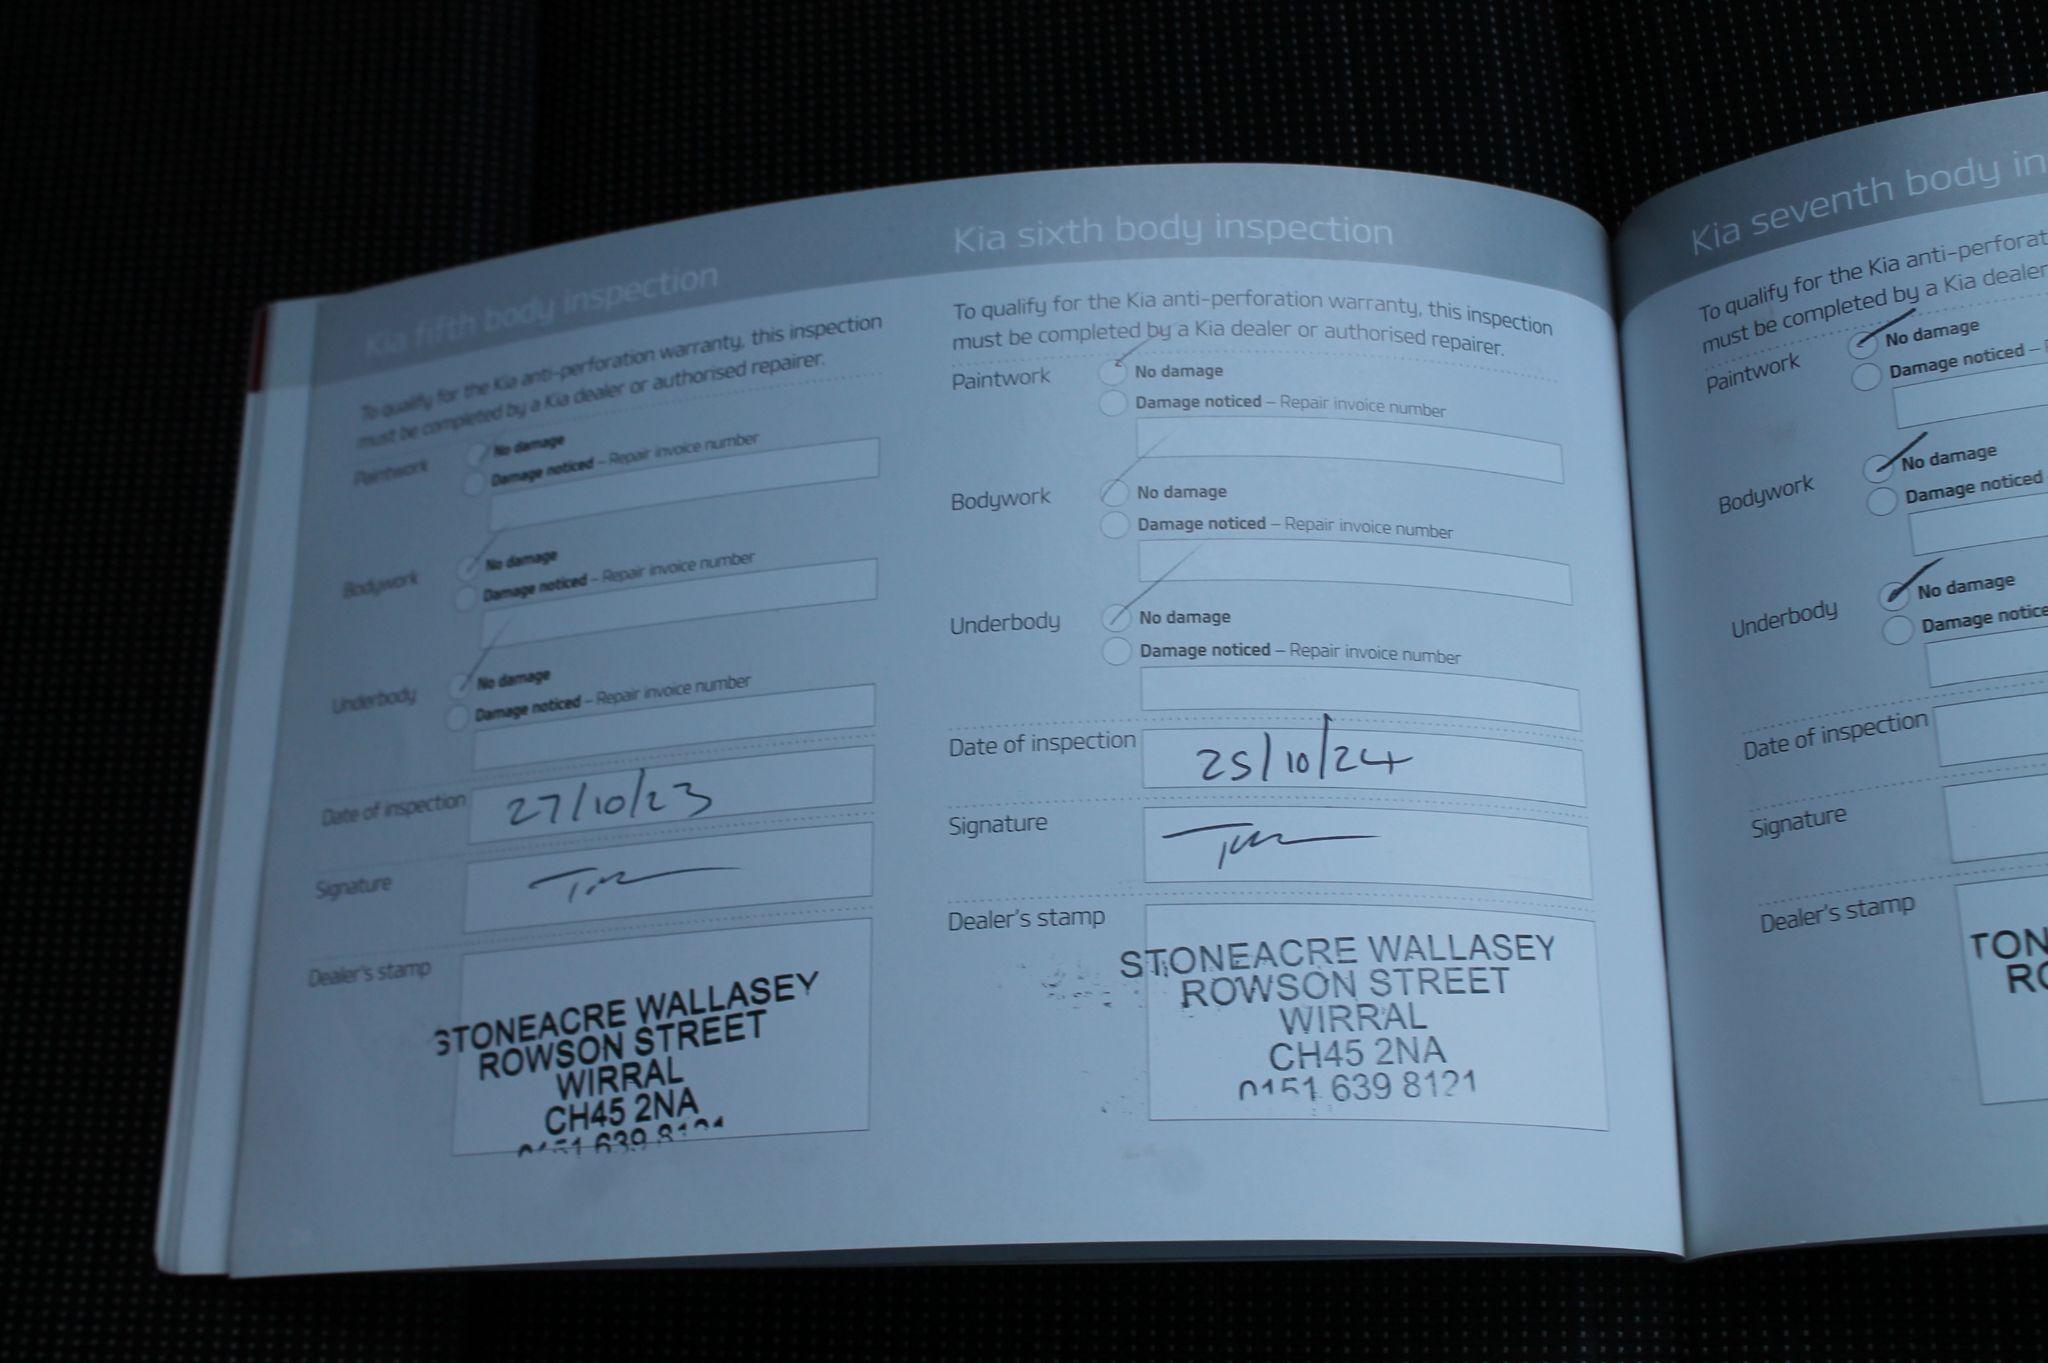 Kia fifth body inspection
To qualify for the Kia anti-perforation warranty, this inspection
must be completed by a Kia dealer or authorised repairer.
Paintwork
No damage
Damage noticed – Repair invoice number
Bodywork
No damage
Damage noticed – Repair invoice number
Underbody
No damage
Damage noticed – Repair invoice number
Date of inspection
27/10/23
Signature
Dealer's stamp
STONEACRE WALLASEY
ROWSON STREET
WIRRAL
CH45 2NA
0151 639 8121
Kia sixth body inspection
To qualify for the Kia anti-perforation warranty, this inspection
must be completed by a Kia dealer or authorised repairer.
Paintwork
No damage
Damage noticed – Repair invoice number
Bodywork
No damage
Damage noticed – Repair invoice number
Underbody
No damage
Damage noticed – Repair invoice number
Date of inspection
25/10/24
Signature
Dealer's stamp
STONEACRE WALLASEY
ROWSON STREET
WIRRAL
CH45 2NA
0151 639 8121
Kia seventh body in
To qualify for the Kia anti-perforat
must be completed by a Kia dealer
Paintwork
No damage
Damage noticed –
Bodywork
No damage
Damage noticed
Underbody
No damage
Damage notice
Date of inspection
Signature
Dealer's stamp
TON
RO